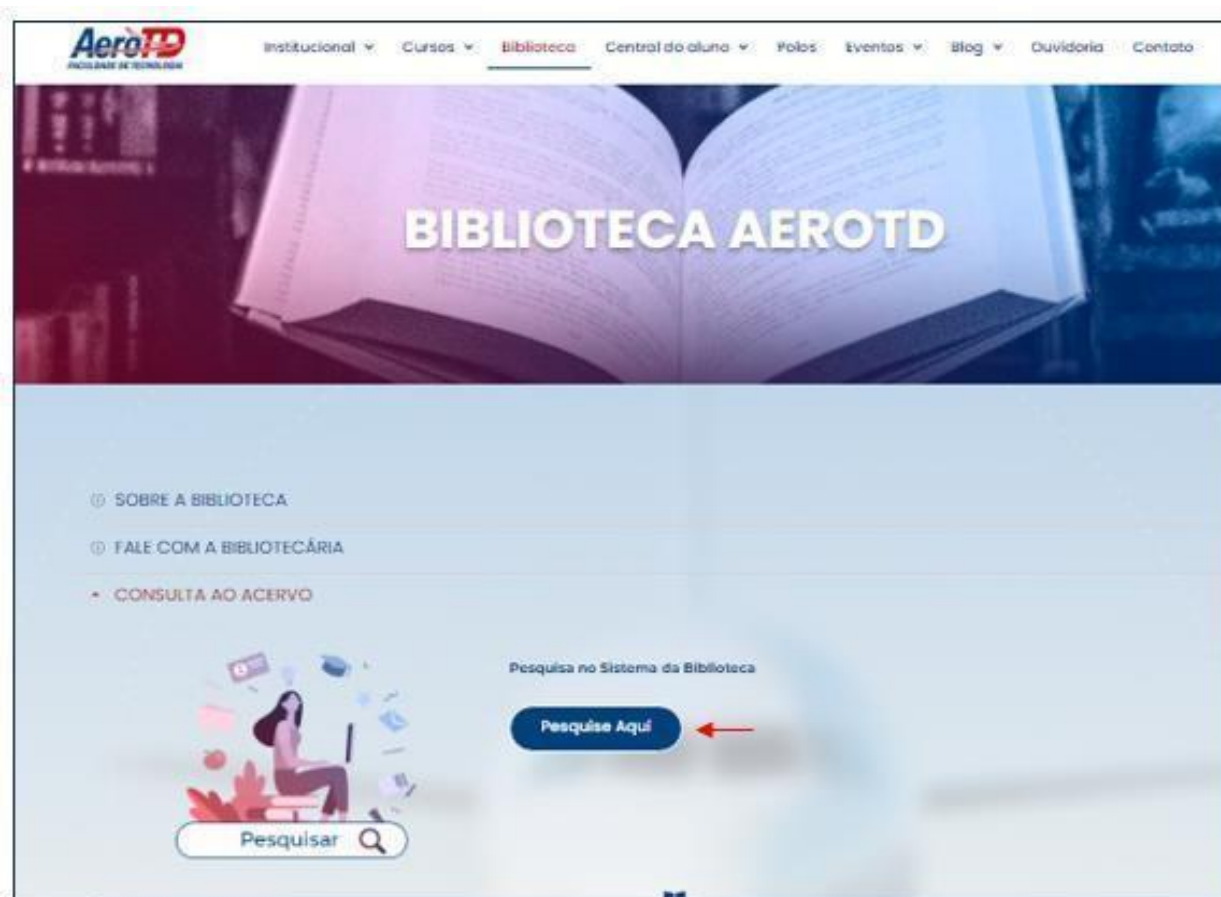 AeroTD
FACULDADE DE TECNOLOGIA
Institucional Cursos Biblioteca Central do aluno Polos Eventos Blog Ouvidoria Contato
BIBLIOTECA AEROTD
SOBRE A BIBLIOTECA
FALE COM A BIBLIOTECÁRIA
CONSULTA AO ACERVO
Pesquisa no Sistema da Biblioteca
Pesquise Aqui
Pesquisar